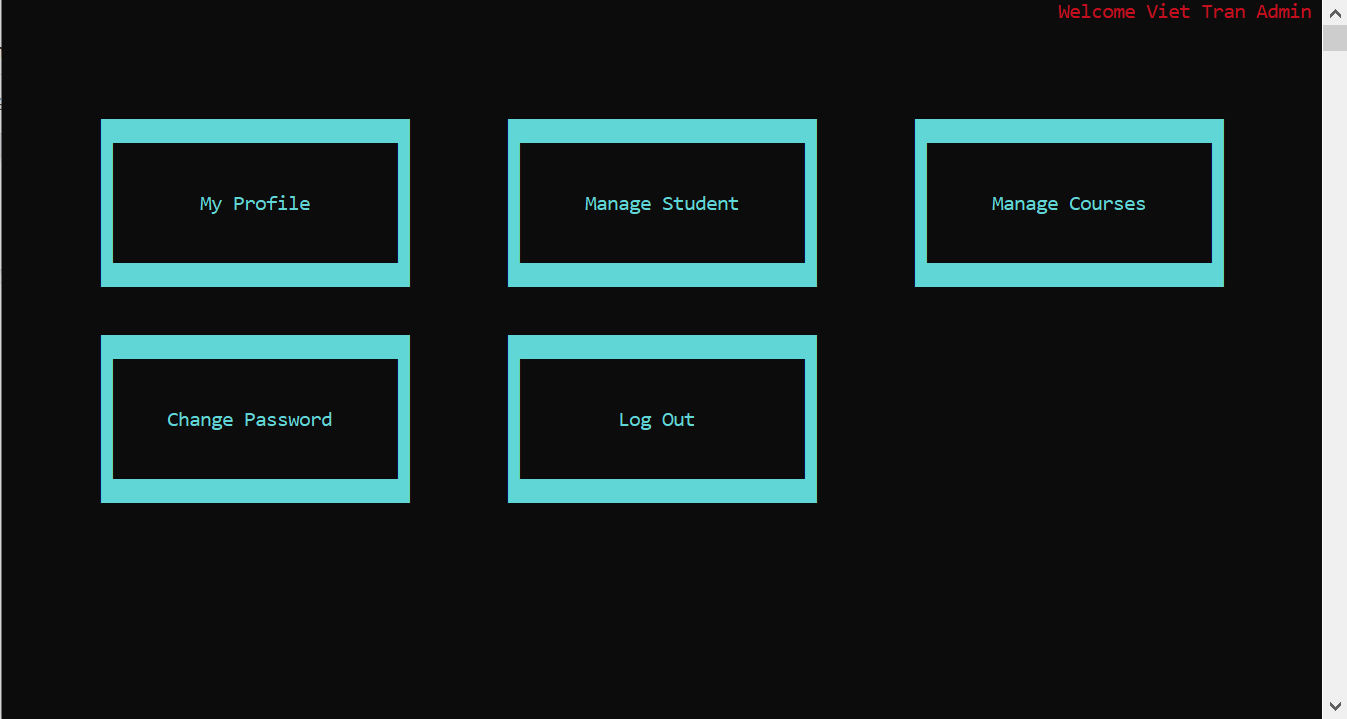 Welcome Viet Tran Admin
My Profile
Manage Student
Manage Courses
Change Password
Log Out